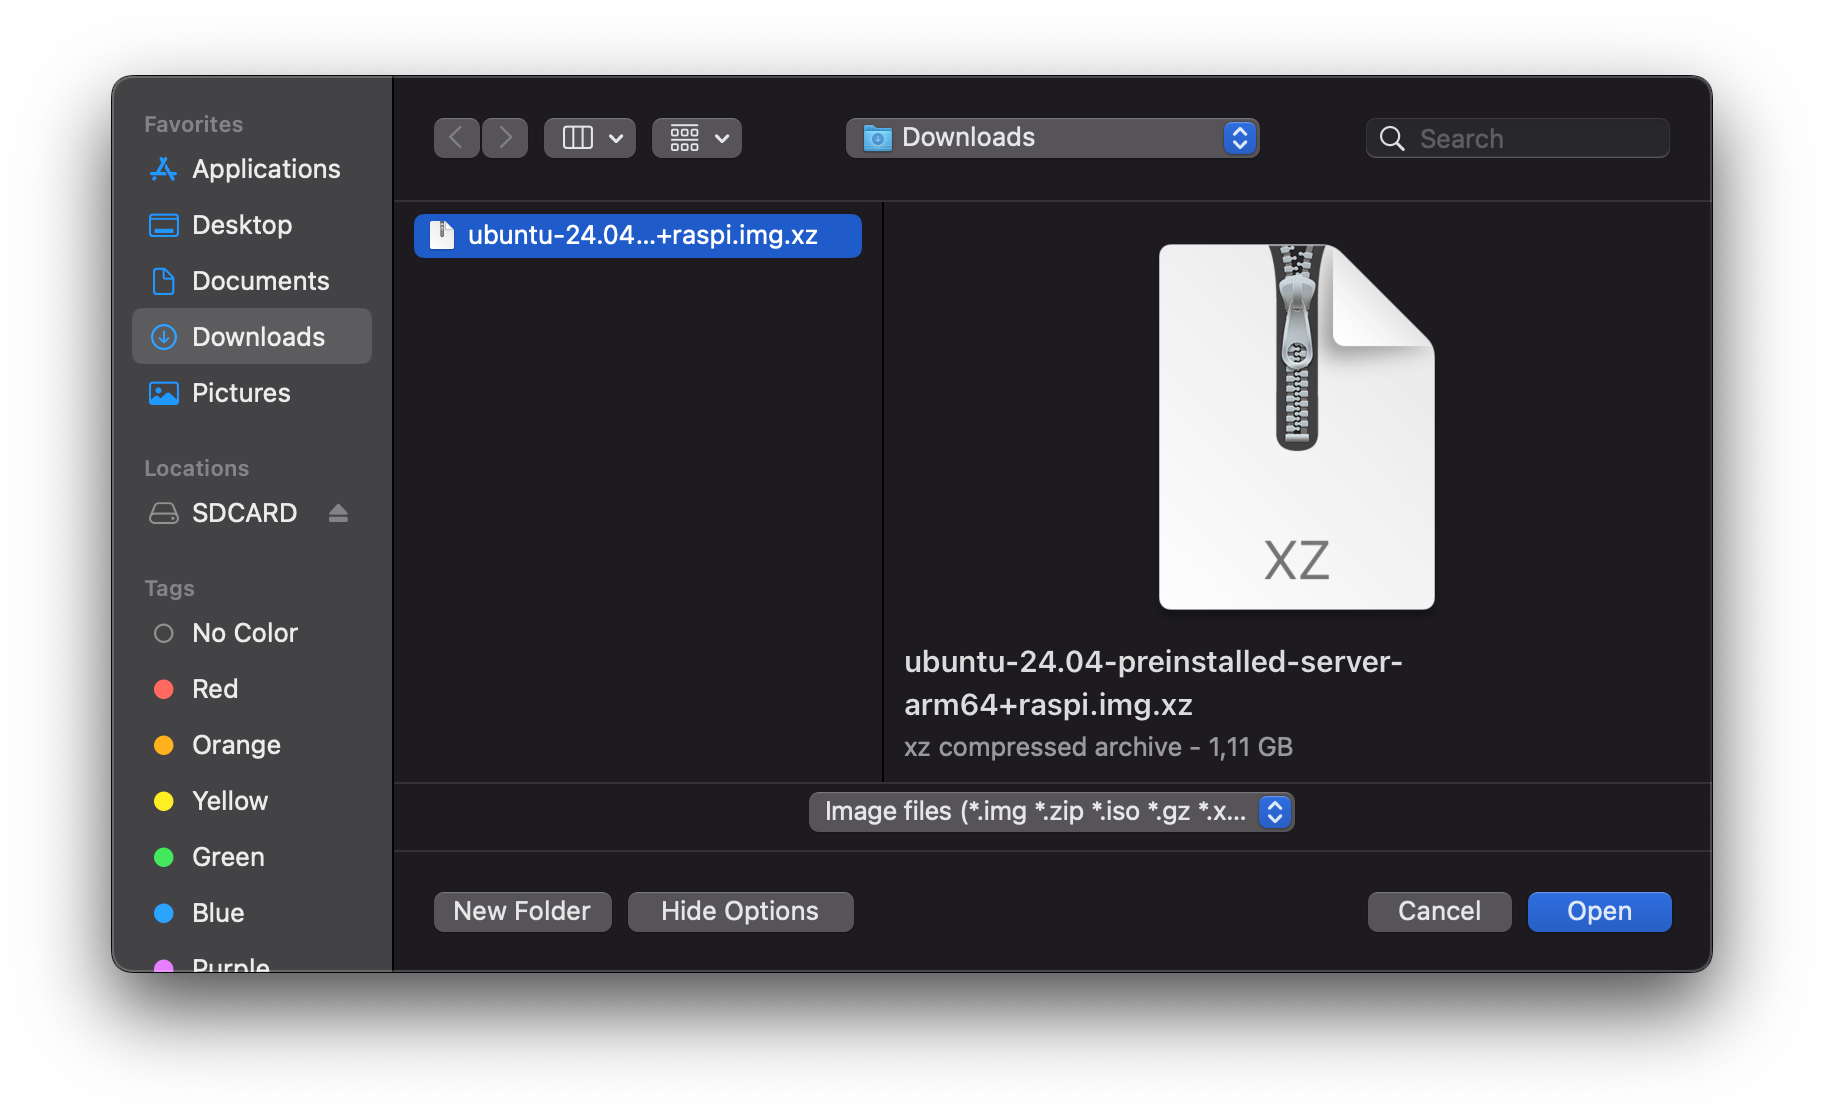 Favorites
Applications
Desktop
Documents
Downloads
Pictures
Locations
SDCARD
Tags
No Color
Red
Orange
Yellow
Green
Blue
Purple
Downloads
Search
ubuntu-24.04...+raspi.img.xz
XZ
ubuntu-24.04-preinstalled-server-
arm64+raspi.img.xz
xz compressed archive - 1,11 GB
Image files (*.img *.zip *.iso *.gz *.x...
New Folder
Hide Options
Cancel
Open